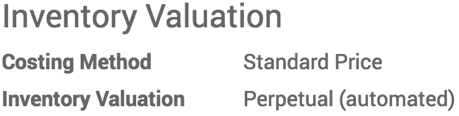 Inventory Valuation
Costing Method Standard Price
Inventory Valuation Perpetual (automated)